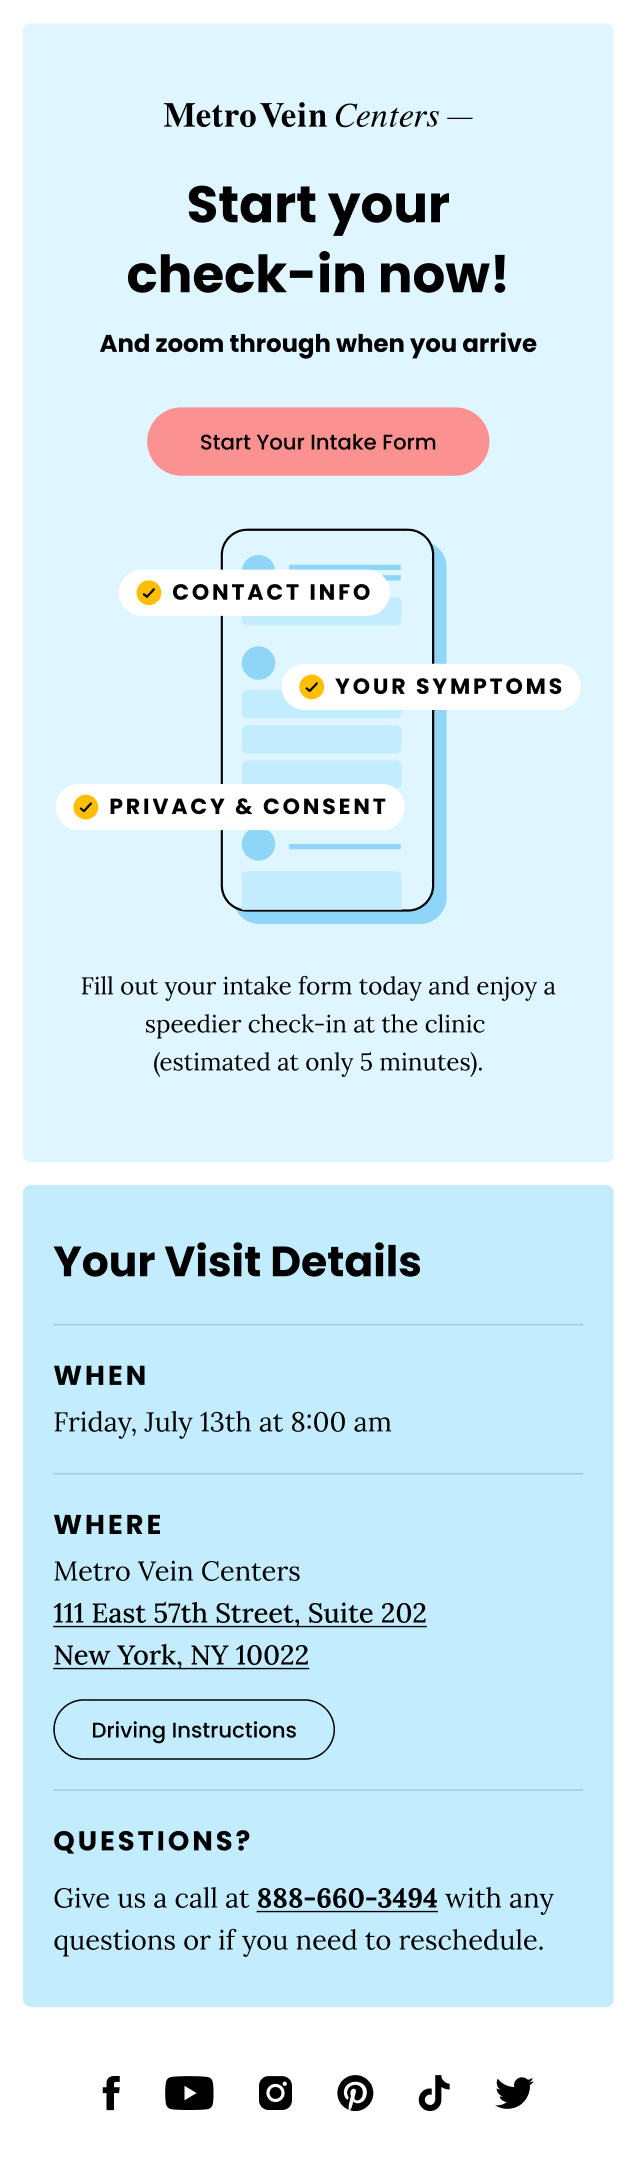 Metro Vein Centers —
Start your
check-in now!
And zoom through when you arrive
Start Your Intake Form
CONTACT INFO
YOUR SYMPTOMS
PRIVACY & CONSENT
Fill out your intake form today and enjoy a
speedier check-in at the clinic
(estimated at only 5 minutes).
Your Visit Details
WHEN
Friday, July 13th at 8:00 am
WHERE
Metro Vein Centers
111 East 57th Street, Suite 202
New York, NY 10022
Driving Instructions
QUESTIONS?
Give us a call at 888-660-3494 with any
questions or if you need to reschedule.